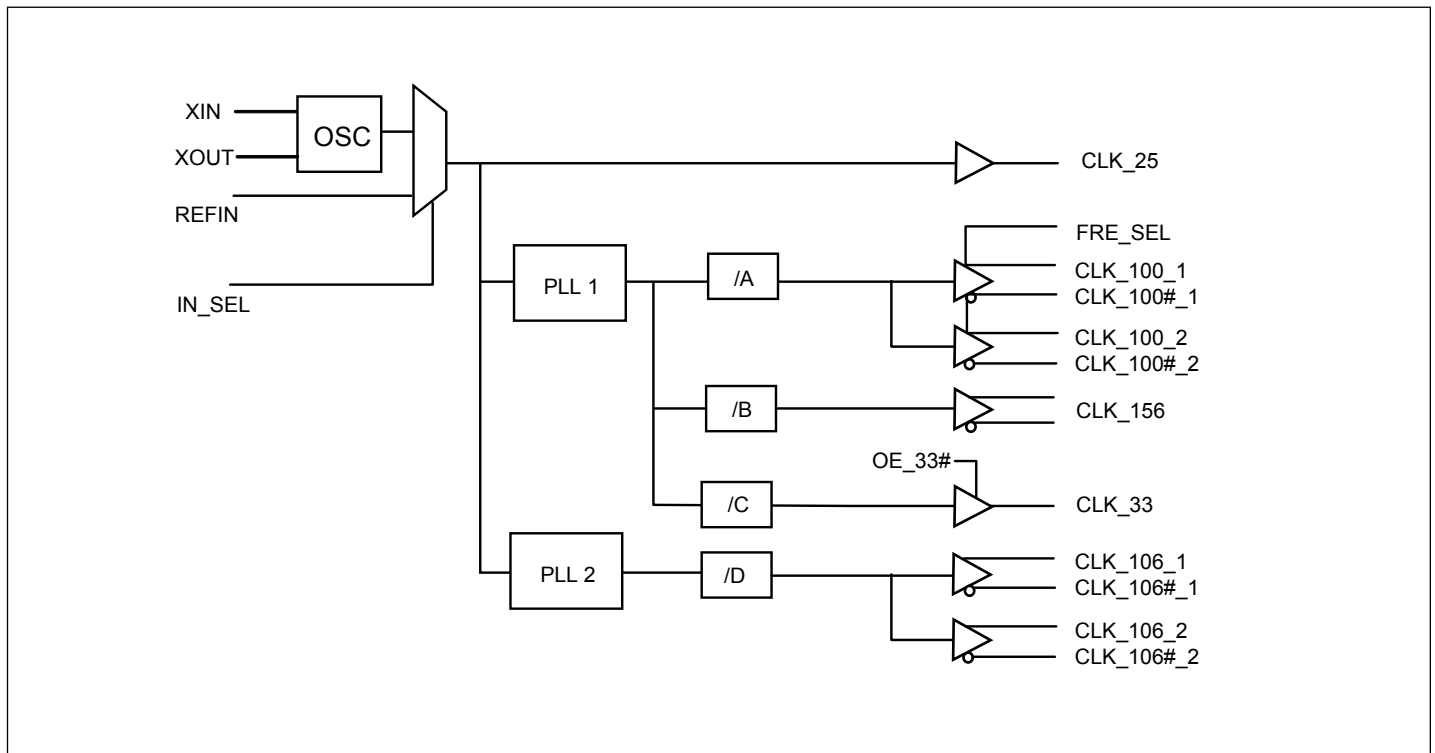 XIN
OSC
XOUT
REFIN
IN_SEL
CLK_25
FRE_SEL
PLL 1
/A
CLK_100_1
CLK_100#_1
CLK_100_2
CLK_100#_2
/B
CLK_156
OE_33#
/C
CLK_33
PLL 2
/D
CLK_106_1
CLK_106#_1
CLK_106_2
CLK_106#_2